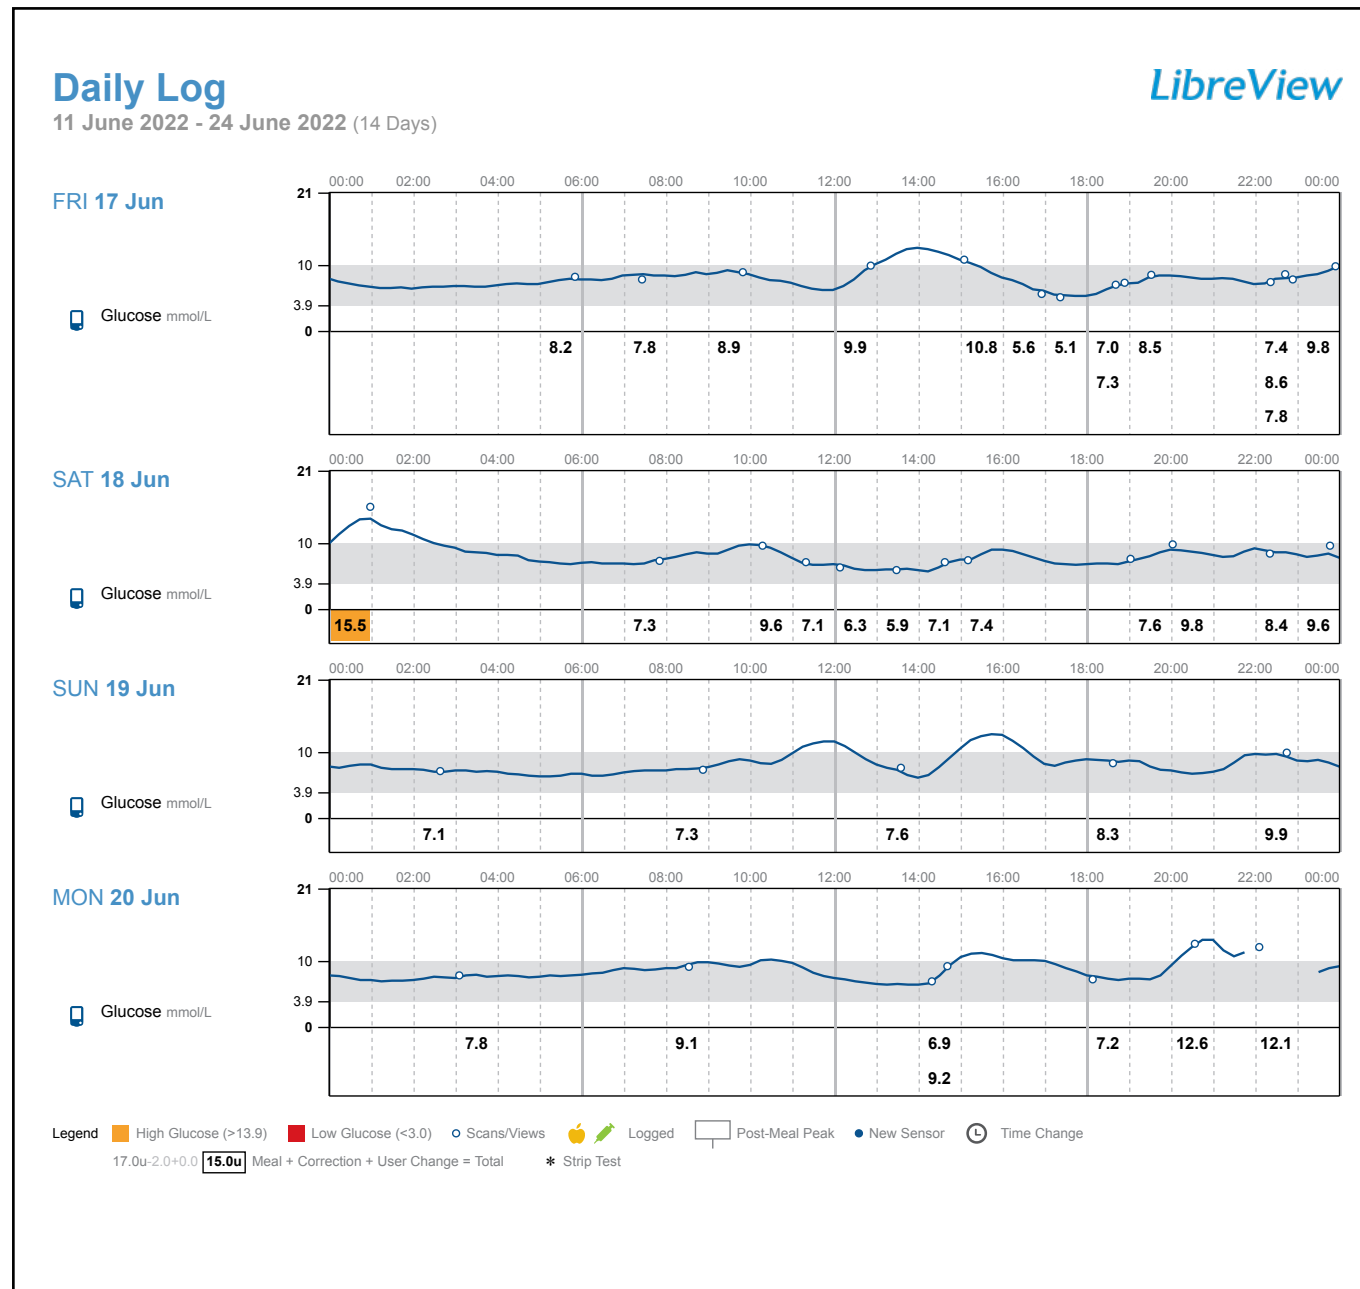 Daily Log
LibreView
11 June 2022 - 24 June 2022 (14 Days)
FRI 17 Jun
00:00 02:00 04:00 06:00 08:00 10:00 12:00 14:00 16:00 18:00 20:00 22:00 00:00
21
10
3.9
0
Glucose mmol/L
8.2 7.8 8.9 9.9 10.8 5.6 5.1 7.0 8.5 7.4 9.8
7.3 8.6
7.8
SAT 18 Jun
00:00 02:00 04:00 06:00 08:00 10:00 12:00 14:00 16:00 18:00 20:00 22:00 00:00
21
10
3.9
0
Glucose mmol/L
15.5 7.3 9.6 7.1 6.3 5.9 7.1 7.4 7.6 9.8 8.4 9.6
SUN 19 Jun
00:00 02:00 04:00 06:00 08:00 10:00 12:00 14:00 16:00 18:00 20:00 22:00 00:00
21
10
3.9
0
Glucose mmol/L
7.1 7.3 7.6 8.3 9.9
MON 20 Jun
00:00 02:00 04:00 06:00 08:00 10:00 12:00 14:00 16:00 18:00 20:00 22:00 00:00
21
10
3.9
0
Glucose mmol/L
7.8 9.1 6.9 7.2 12.6 12.1
9.2
Legend High Glucose (>13.9) Low Glucose (<3.0) Scans/Views Logged Post-Meal Peak New Sensor Time Change
17.0u-2.0+0.0 15.0u Meal + Correction + User Change = Total * Strip Test